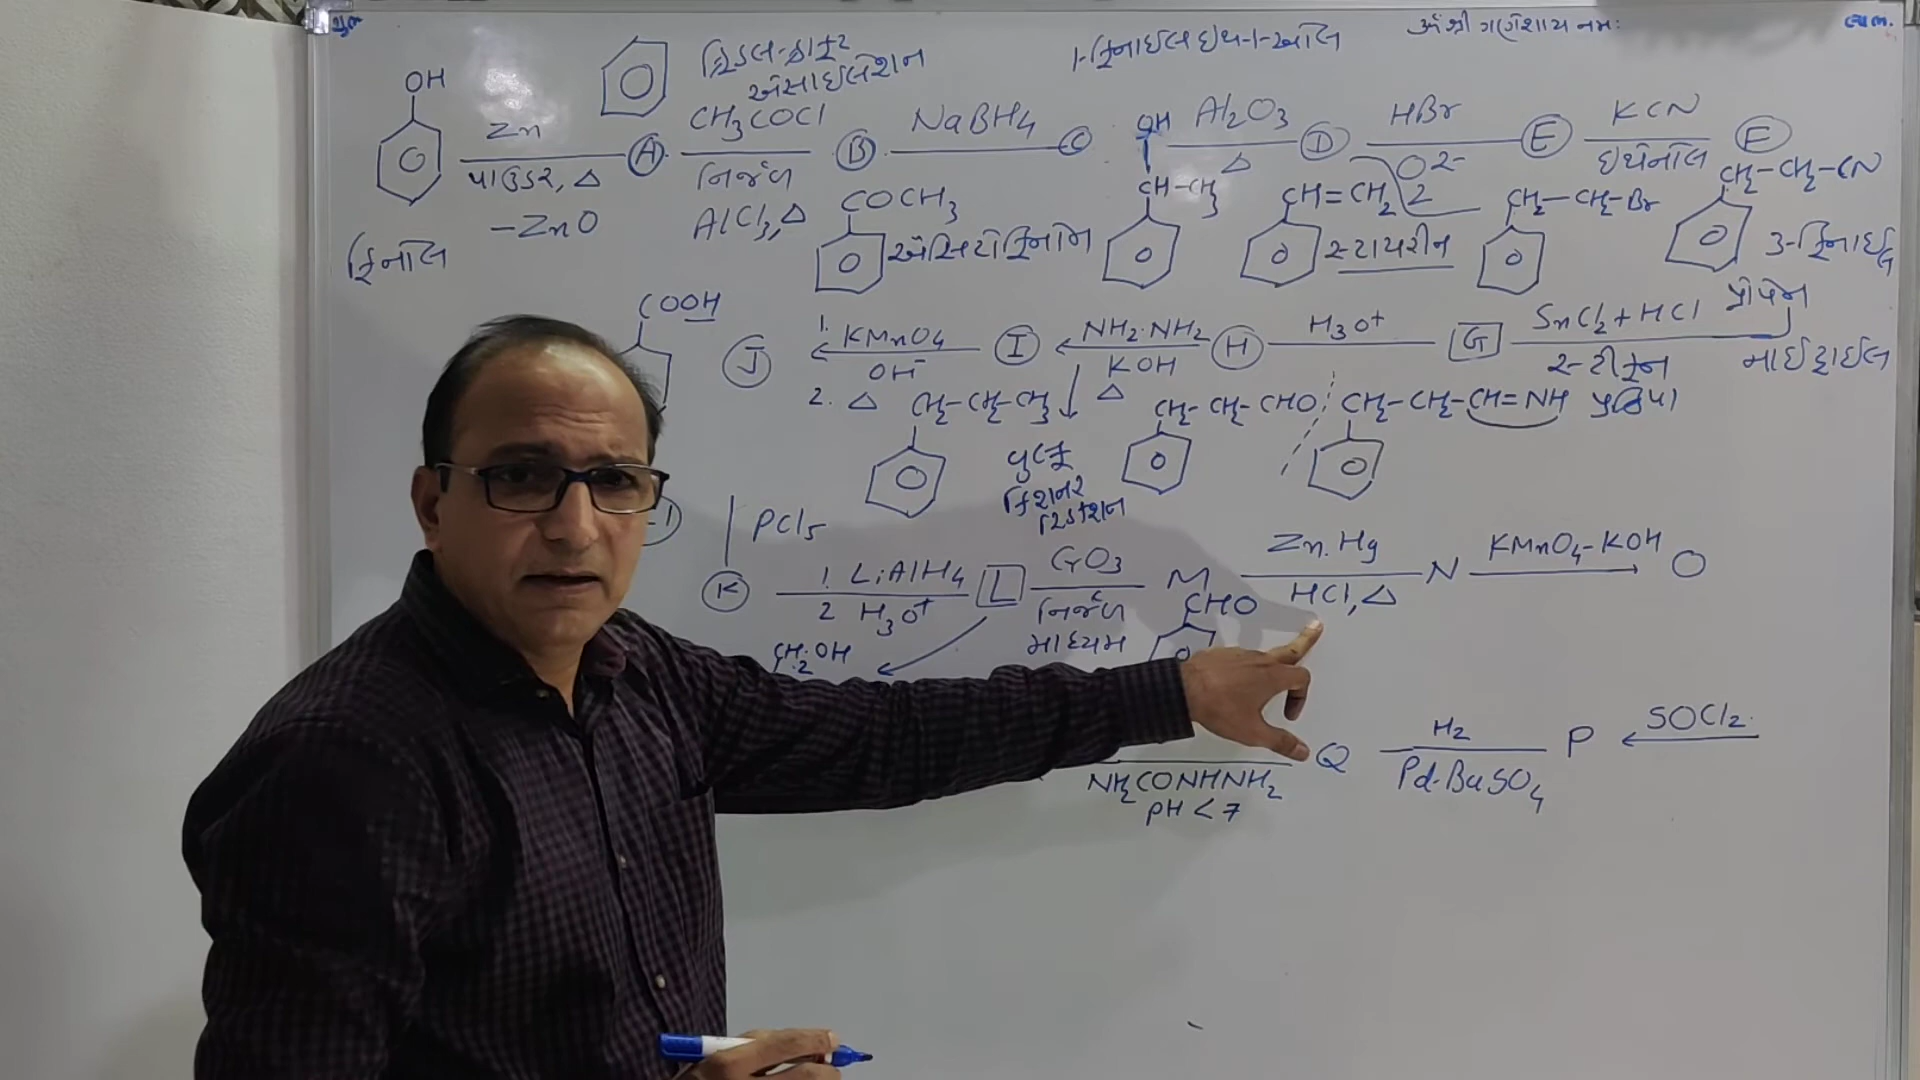 ૐ શ્રી ગણેશાય નમઃ
ફ્રિડલ-ક્રાફ્ટ
એસાઇલેશન
1-ફિનાઇલ ઇથ-1-ઓલ
OH
Zn
A
CH3COCl
B
NaBH4
C
OH
Al2O3
D
HBr
E
KCN
F
પાઉડર, Δ
નિર્જળ
Δ
O2-2
ઇથેનોલ
-ZnO
AlCl3, Δ
COCH3
CH-CH3
CH=CH2
CH2-CH2-Br
CH2-CH2-CN
ફિનોલ
એસિટોફિનોન
સ્ટાયરીન
3-ફિનાઇલ
પ્રોપેન
નાઇટ્રાઇલ
COOH
J
1. KMnO4
OH-
2. Δ
I
NH2.NH2
KOH
Δ
H
H3O+
G
SnCl2+HCl
સ્ટીફન
પ્રક્રિયા
CH2-CH2-CH3
CH2-CH2-CHO
CH2-CH2-CH=NH
વુલ્ફ
કિશનર
રિડક્શન
PCl5
K
1. LiAlH4
2 H3O+
L
CrO3
નિર્જળ
માધ્યમ
M
Zn.Hg
HCl, Δ
N
KMnO4-KOH
O
CH2.OH
CHO
NH2CONHNH2
pH<7
Q
H2
Pd-BaSO4
P
SOCl2.